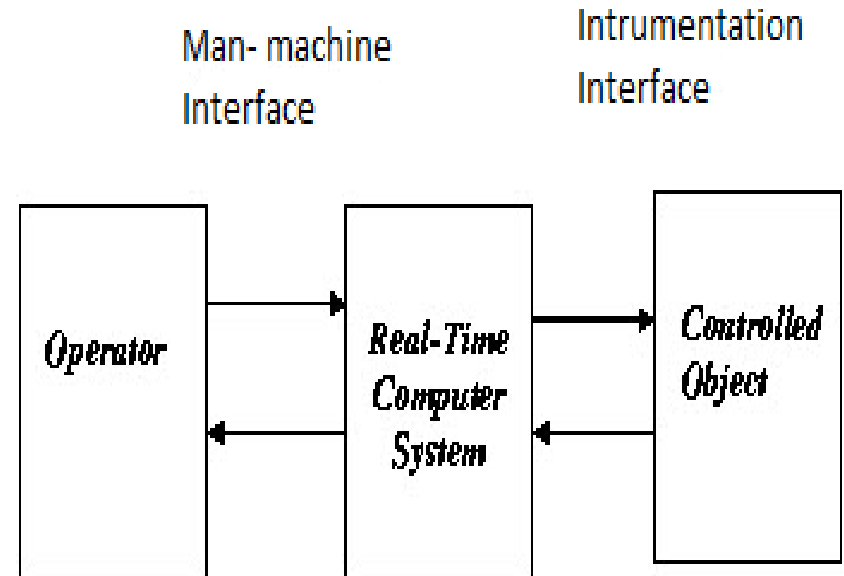 Man- machine
Interface
Intrumentation
Interface
Operator
Real-Time
Computer
System
Controlled
Object